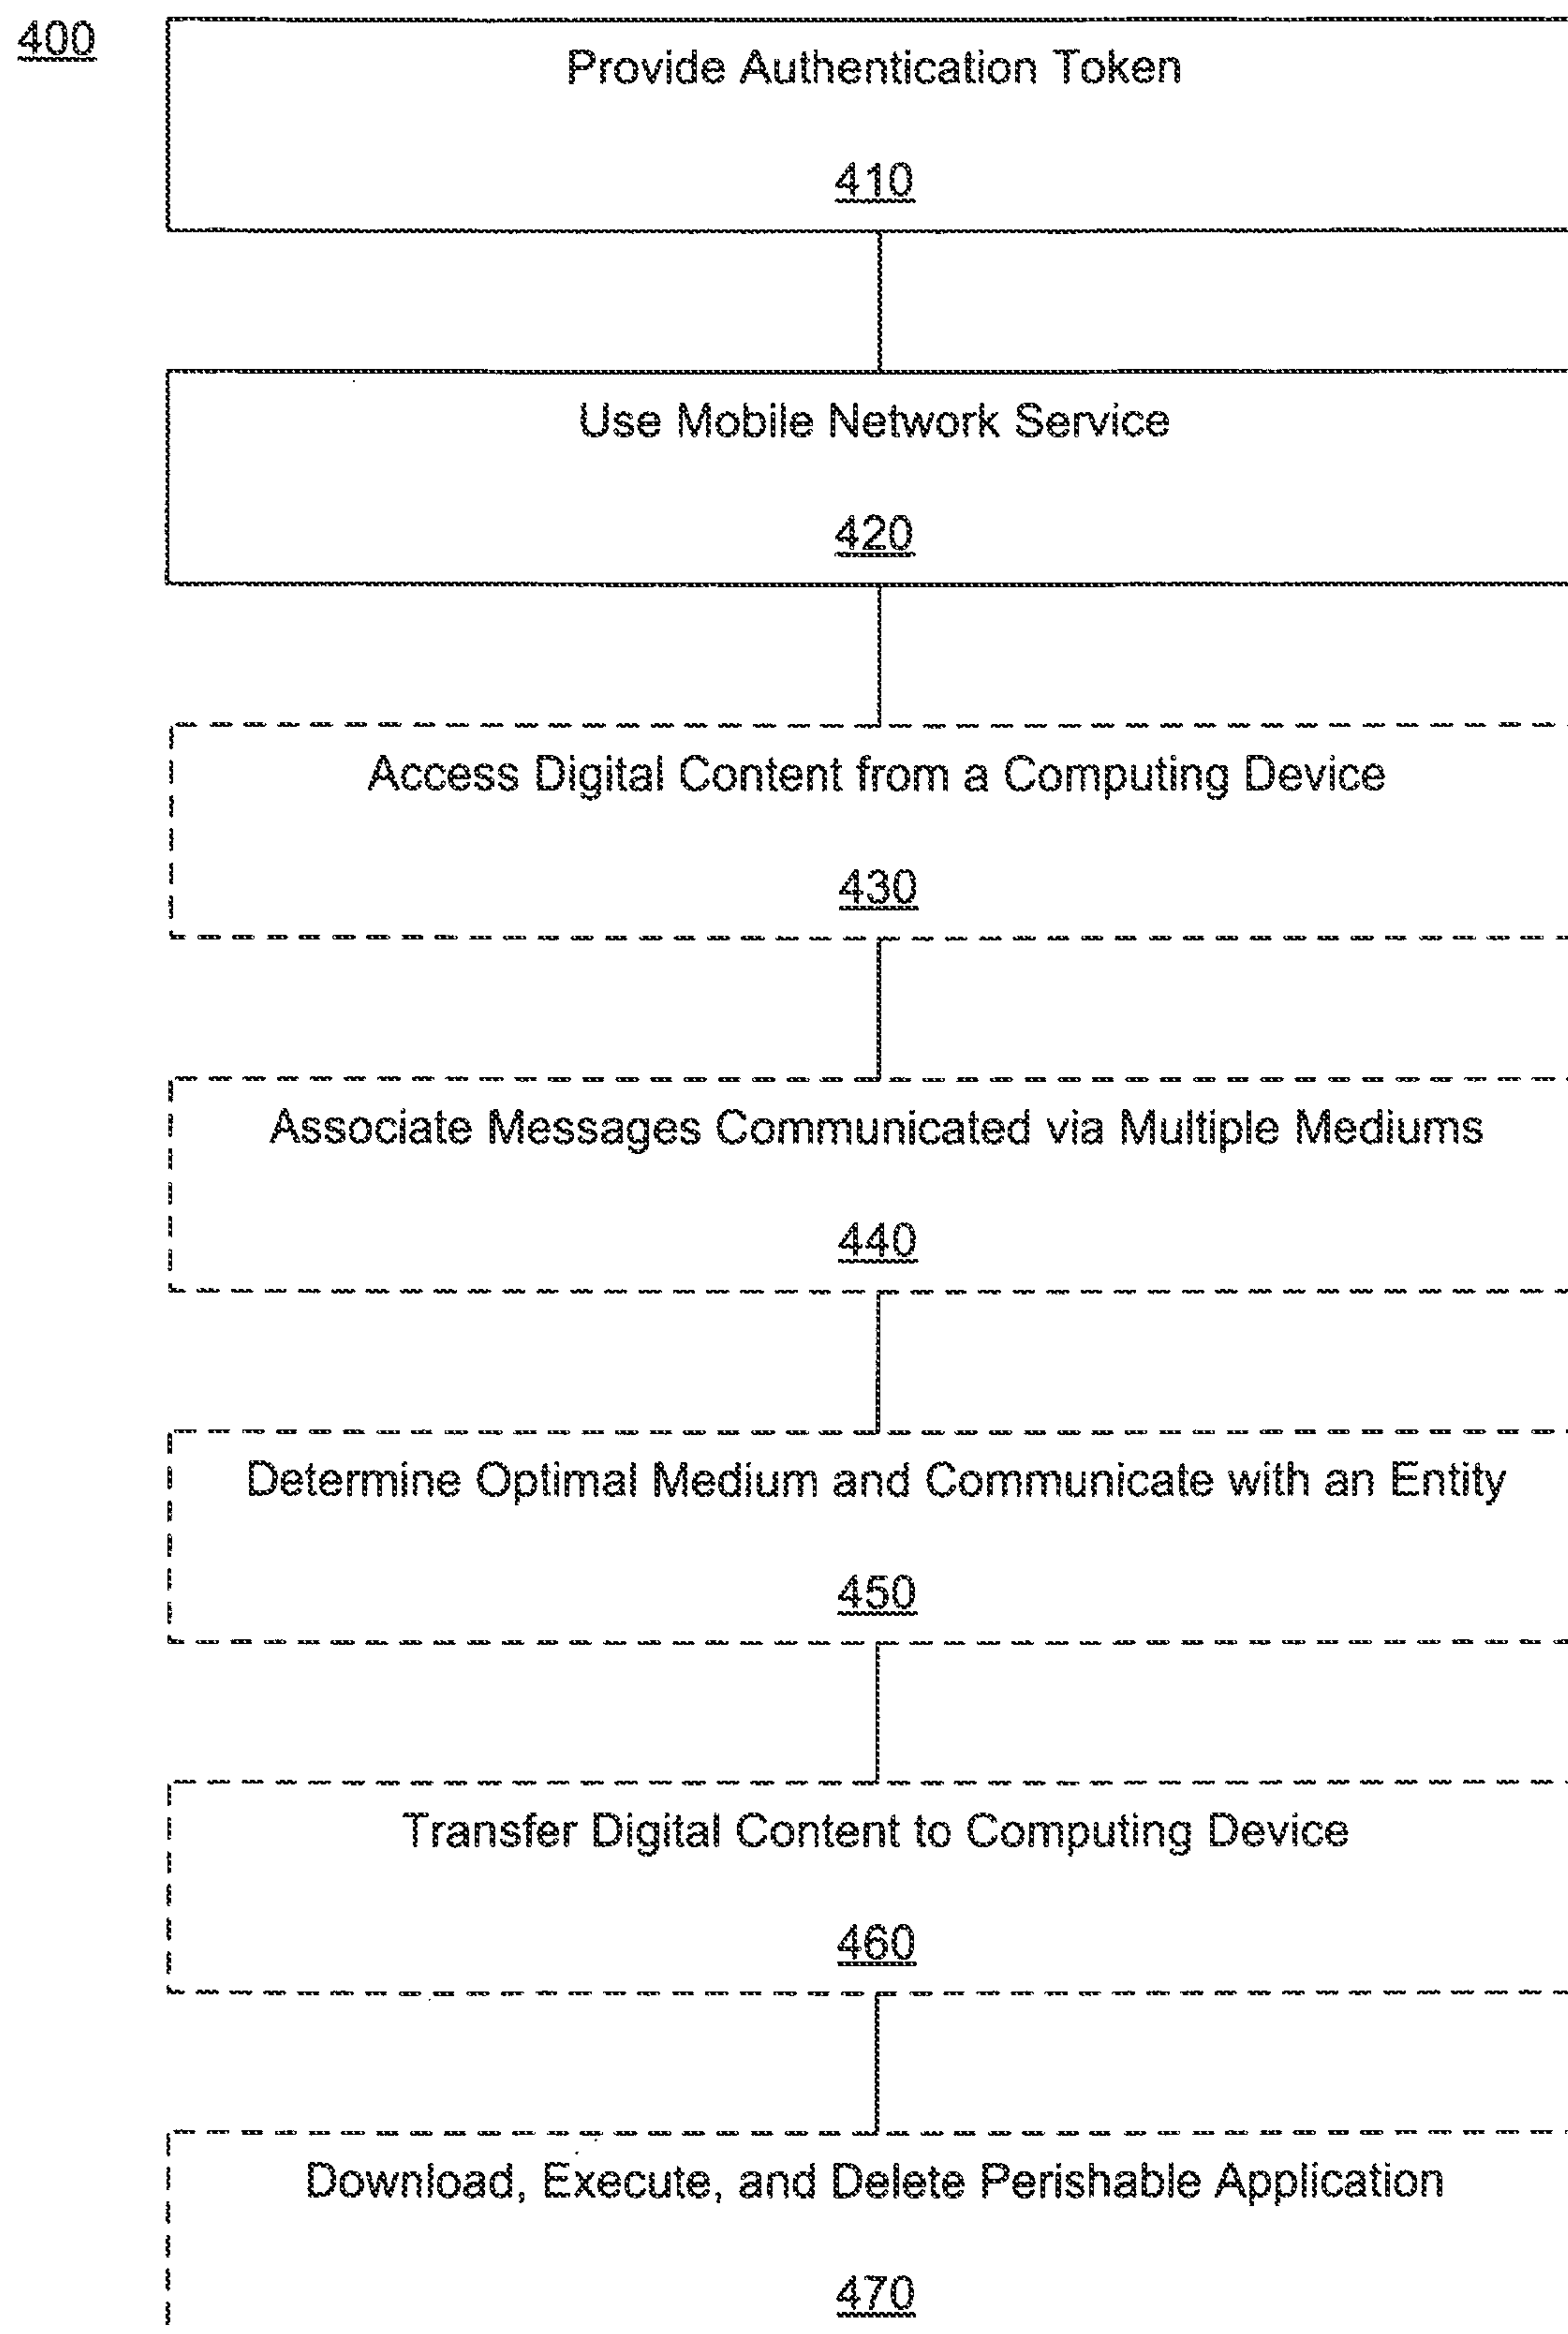 400
Provide Authentication Token
410
Use Mobile Network Service
420
Access Digital Content from a Computing Device
430
Associate Messages Communicated via Multiple Mediums
440
Determine Optimal Medium and Communicate with an Entity
450
Transfer Digital Content to Computing Device
460
Download, Execute, and Delete Perishable Application
470